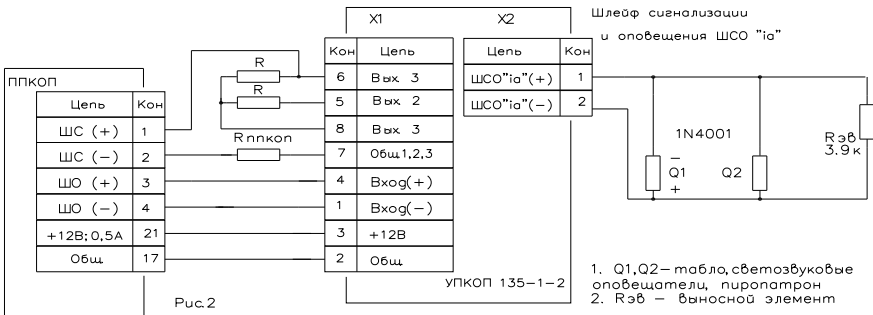 X1
X2
Шлейф сигнализации
и оповещения ШСО "ia"
Кон
Цепь
Цепь
Кон
R
6
Вых 3
ШСО"ia"(+)
1
ППКОП
R
5
Вых 2
ШСО"ia"(-)
2
Цепь
Кон
8
Вых 3
1N4001
Rэв
3.9к
ШС (+)
1
Rппкоп
ШС (-)
2
7
Общ1,2,3
–
Q1
+
Q2
ШО (+)
3
4
Вход(+)
ШО (-)
4
1
Вход(-)
+12В; 0,5А
21
3
+12В
Общ
17
2
Общ
УПКОП 135-1-2
Рис.2
1. Q1,Q2– табло,светозвуковые
оповещатели, пиропатрон
2. Rэв – выносной элемент